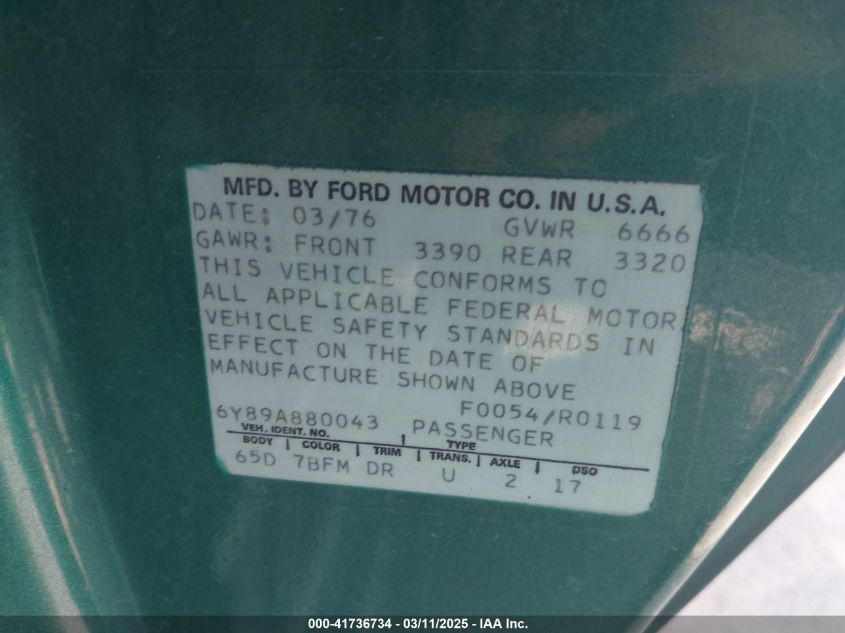 MFD. BY FORD MOTOR CO. IN U.S.A.
DATE: 03/76 GVWR 6666
GAWR: FRONT 3390 REAR 3320
THIS VEHICLE CONFORMS TO
ALL APPLICABLE FEDERAL MOTOR
VEHICLE SAFETY STANDARDS IN
EFFECT ON THE DATE OF
MANUFACTURE SHOWN ABOVE
F0054/R0119
6Y89A880043 PASSENGER
VEH. IDENT. NO. TYPE
BODY | COLOR | TRIM | TRANS. | AXLE | DSO
65D 7BFM DR U 2 17
000-41736734 - 03/11/2025 - IAA Inc.